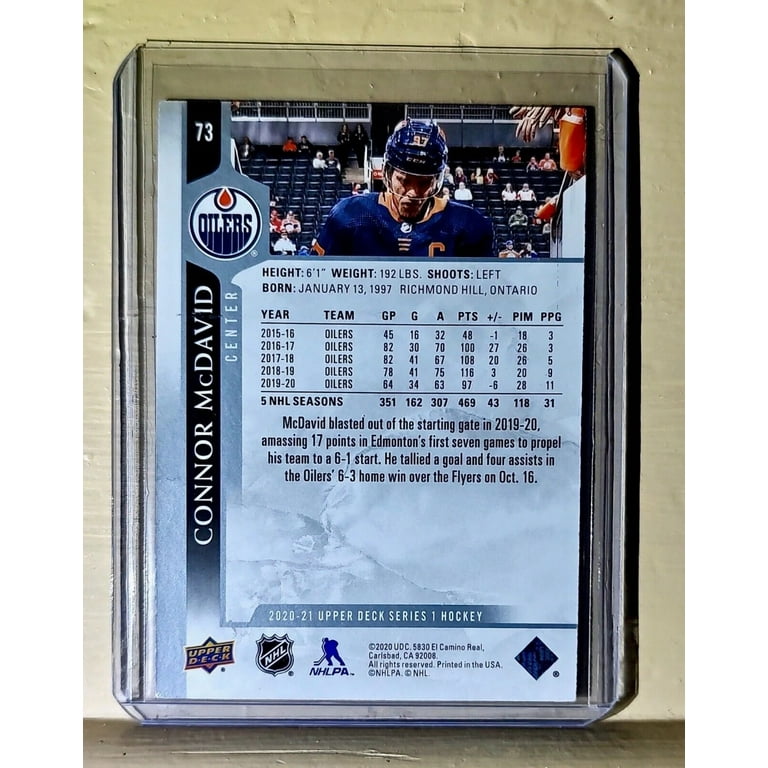 73
OILERS
®
CONNOR McDAVID
CENTER
C
HEIGHT: 6'1" WEIGHT: 192 LBS. SHOOTS: LEFT
BORN: JANUARY 13, 1997 RICHMOND HILL, ONTARIO
YEAR TEAM GP G A PTS +/- PIM PPG
2015-16 OILERS 45 16 32 48 -1 18 3
2016-17 OILERS 82 30 70 100 27 26 3
2017-18 OILERS 82 41 67 108 20 26 5
2018-19 OILERS 78 41 75 116 3 20 9
2019-20 OILERS 64 34 63 97 -6 28 11
5 NHL SEASONS 351 162 307 469 43 118 31
McDavid blasted out of the starting gate in 2019-20,
amassing 17 points in Edmonton's first seven games to propel
his team to a 6-1 start. He tallied a goal and four assists in
the Oilers' 6-3 home win over the Flyers on Oct. 16.
2020-21 UPPER DECK SERIES 1 HOCKEY
UPPER DECK
NHL
NHLPA
©2020 UDC. 5830 El Camino Real,
Carlsbad, CA 92008.
All rights reserved. Printed in the USA.
©NHLPA. © NHL.
®